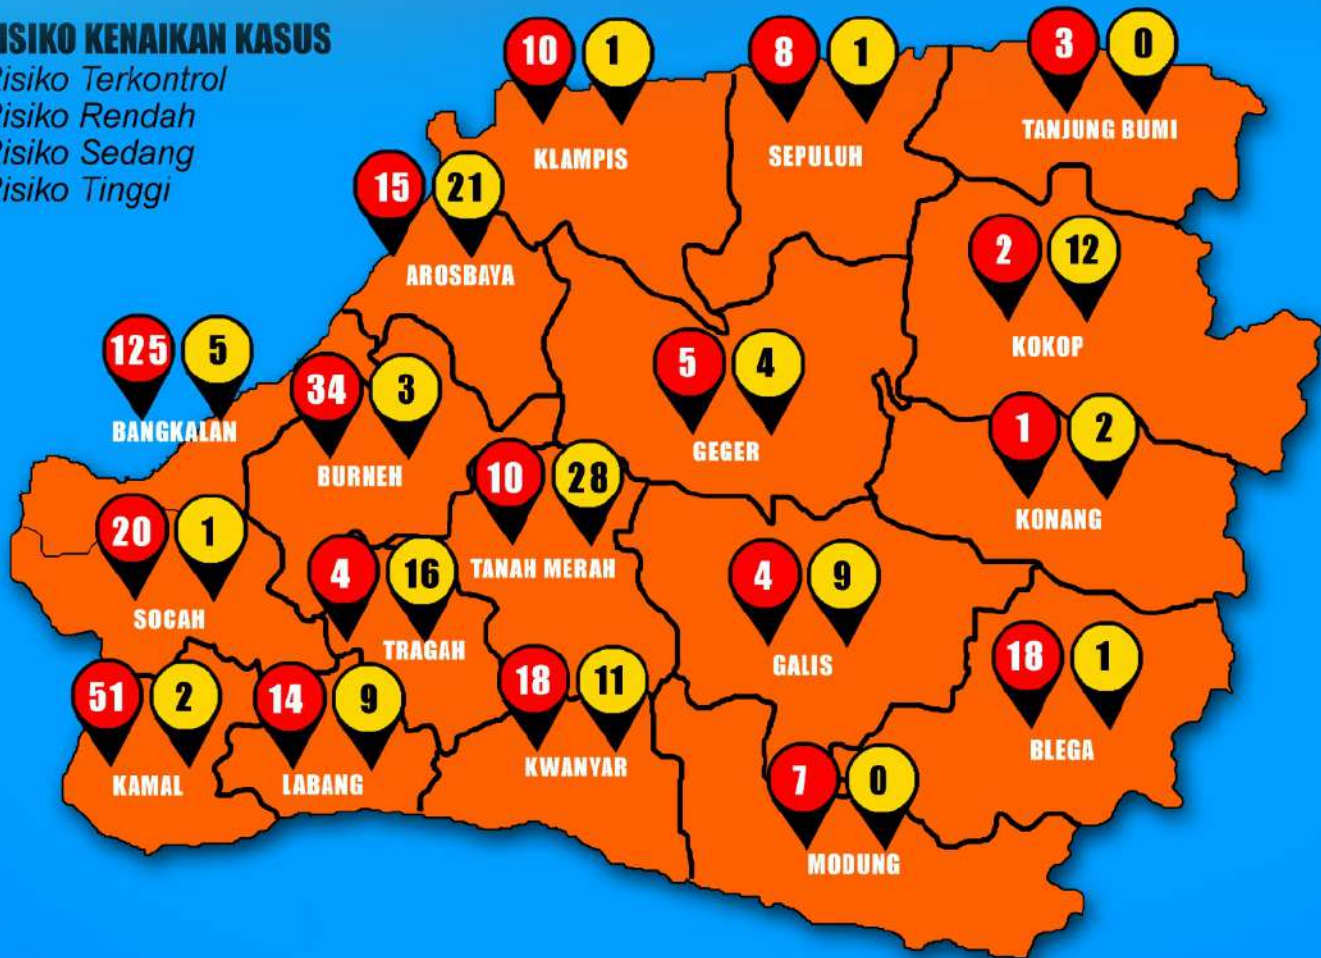 ISIKO KENAIKAN KASUS
isiko Terkontrol
isiko Rendah
isiko Sedang
isiko Tinggi
10 1
KLAMPIS
8 1
SEPULUH
3 0
TANJUNG BUMI
15 21
AROSBAYA
2 12
KOKOP
125 5
BANGKALAN
34 3
BURNEH
5 4
GEGER
1 2
KONANG
10 28
TANAH MERAH
20 1
SOCAH
4 16
TRAGAH
4 9
GALIS
18 1
BLEGA
51 2
KAMAL
14 9
LABANG
18 11
KWANYAR
7 0
MODUNG